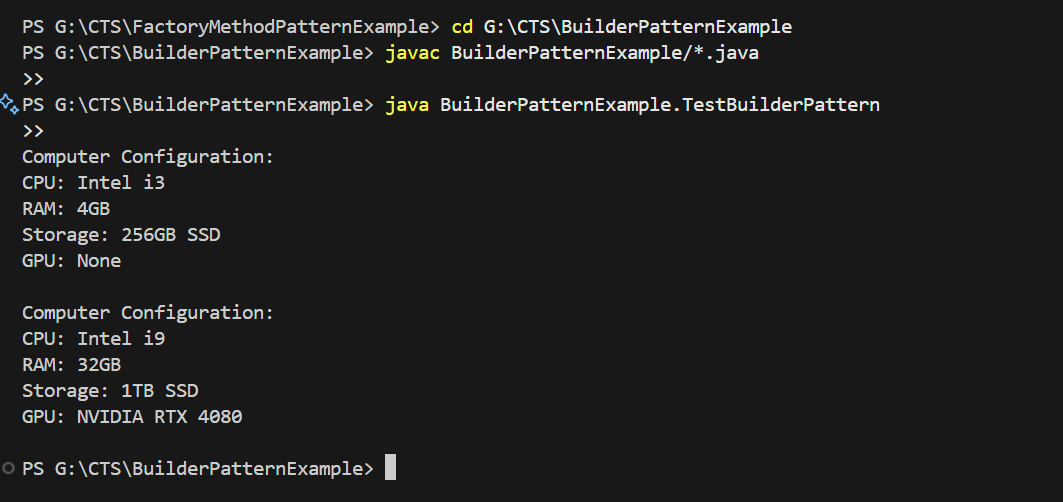 PS G:\CTS\FactoryMethodPatternExample> cd G:\CTS\BuilderPatternExample
PS G:\CTS\BuilderPatternExample> javac BuilderPatternExample/*.java
>>
PS G:\CTS\BuilderPatternExample> java BuilderPatternExample.TestBuilderPattern
>>
Computer Configuration:
CPU: Intel i3
RAM: 4GB
Storage: 256GB SSD
GPU: None
Computer Configuration:
CPU: Intel i9
RAM: 32GB
Storage: 1TB SSD
GPU: NVIDIA RTX 4080
PS G:\CTS\BuilderPatternExample>